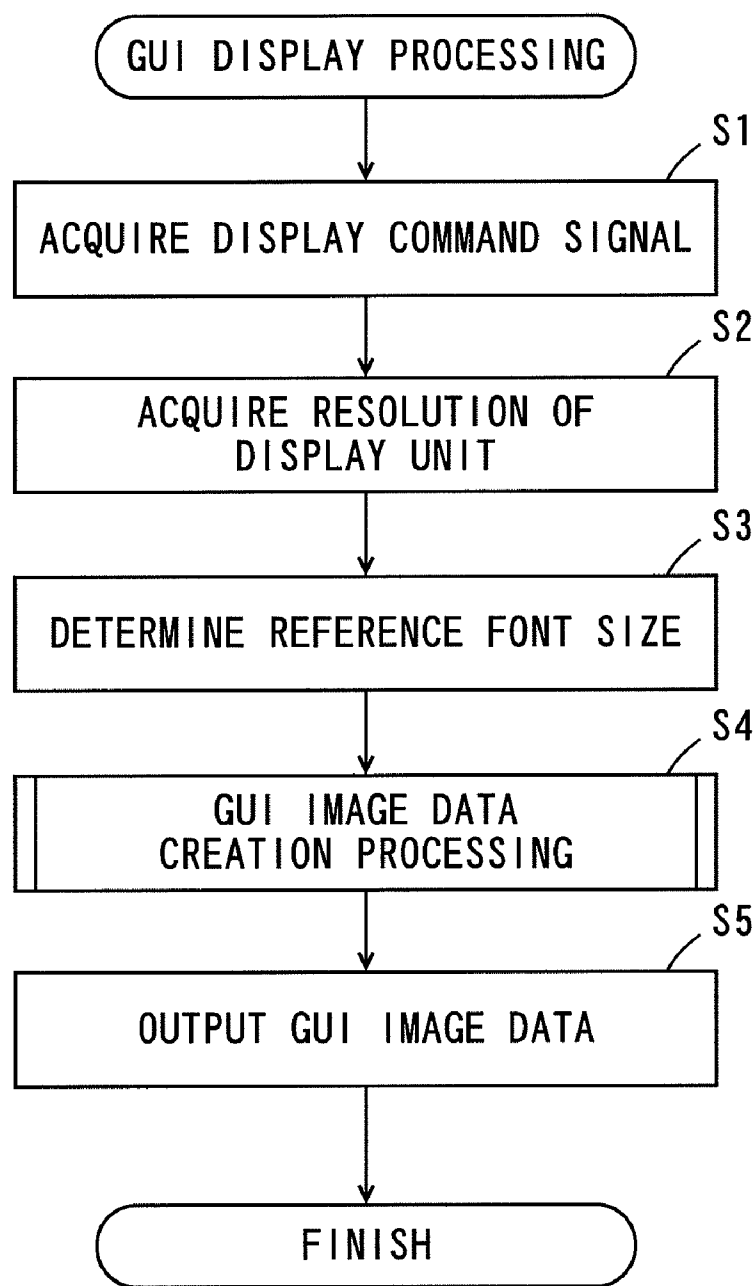 GUI DISPLAY PROCESSING
S1
ACQUIRE DISPLAY COMMAND SIGNAL
S2
ACQUIRE RESOLUTION OF
DISPLAY UNIT
S3
DETERMINE REFERENCE FONT SIZE
S4
GUI IMAGE DATA
CREATION PROCESSING
S5
OUTPUT GUI IMAGE DATA
FINISH